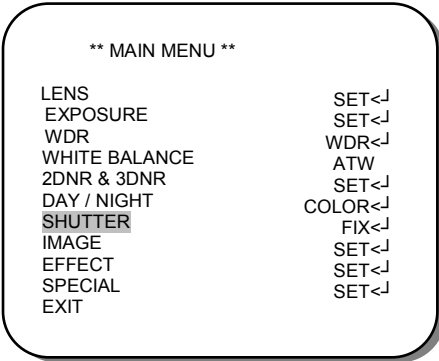 ** MAIN MENU **
LENS SET<┘
EXPOSURE SET<┘
WDR WDR<┘
WHITE BALANCE ATW
2DNR & 3DNR SET<┘
DAY / NIGHT COLOR<┘
SHUTTER FIX<┘
IMAGE SET<┘
EFFECT SET<┘
SPECIAL SET<┘
EXIT